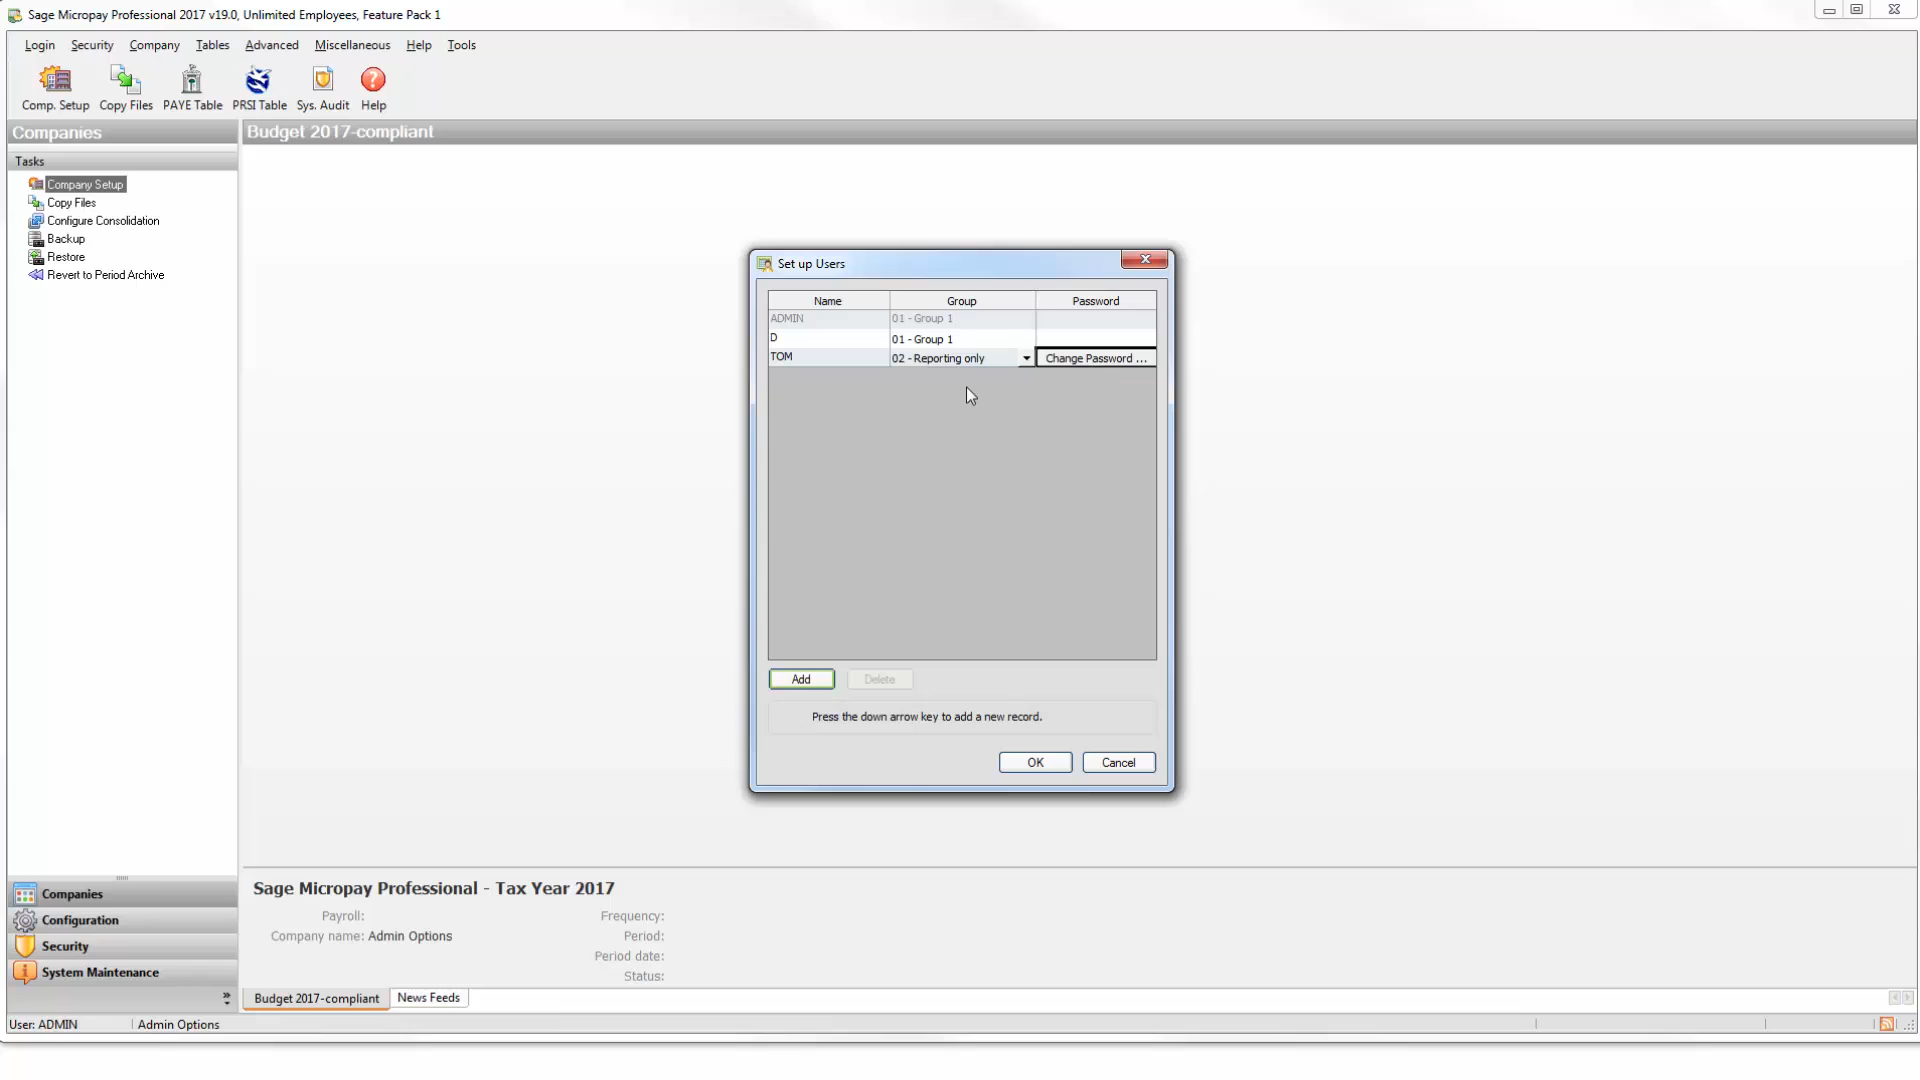 Sage Micropay Professional 2017 v19.0, Unlimited Employees, Feature Pack 1
Login Security Company Tables Advanced Miscellaneous Help Tools
Comp. Setup Copy Files PAYE Table PRSI Table Sys. Audit Help
Companies
Budget 2017-compliant
Tasks
Company Setup
Copy Files
Configure Consolidation
Backup
Restore
Revert to Period Archive
Set up Users
Name Group Password
ADMIN 01 - Group 1
D 01 - Group 1
TOM 02 - Reporting only Change Password ...
Add Delete
Press the down arrow key to add a new record.
OK Cancel
Companies
Configuration
Security
System Maintenance
Sage Micropay Professional - Tax Year 2017
Payroll: Frequency:
Company name: Admin Options Period:
Period date:
Status:
Budget 2017-compliant News Feeds
User: ADMIN Admin Options